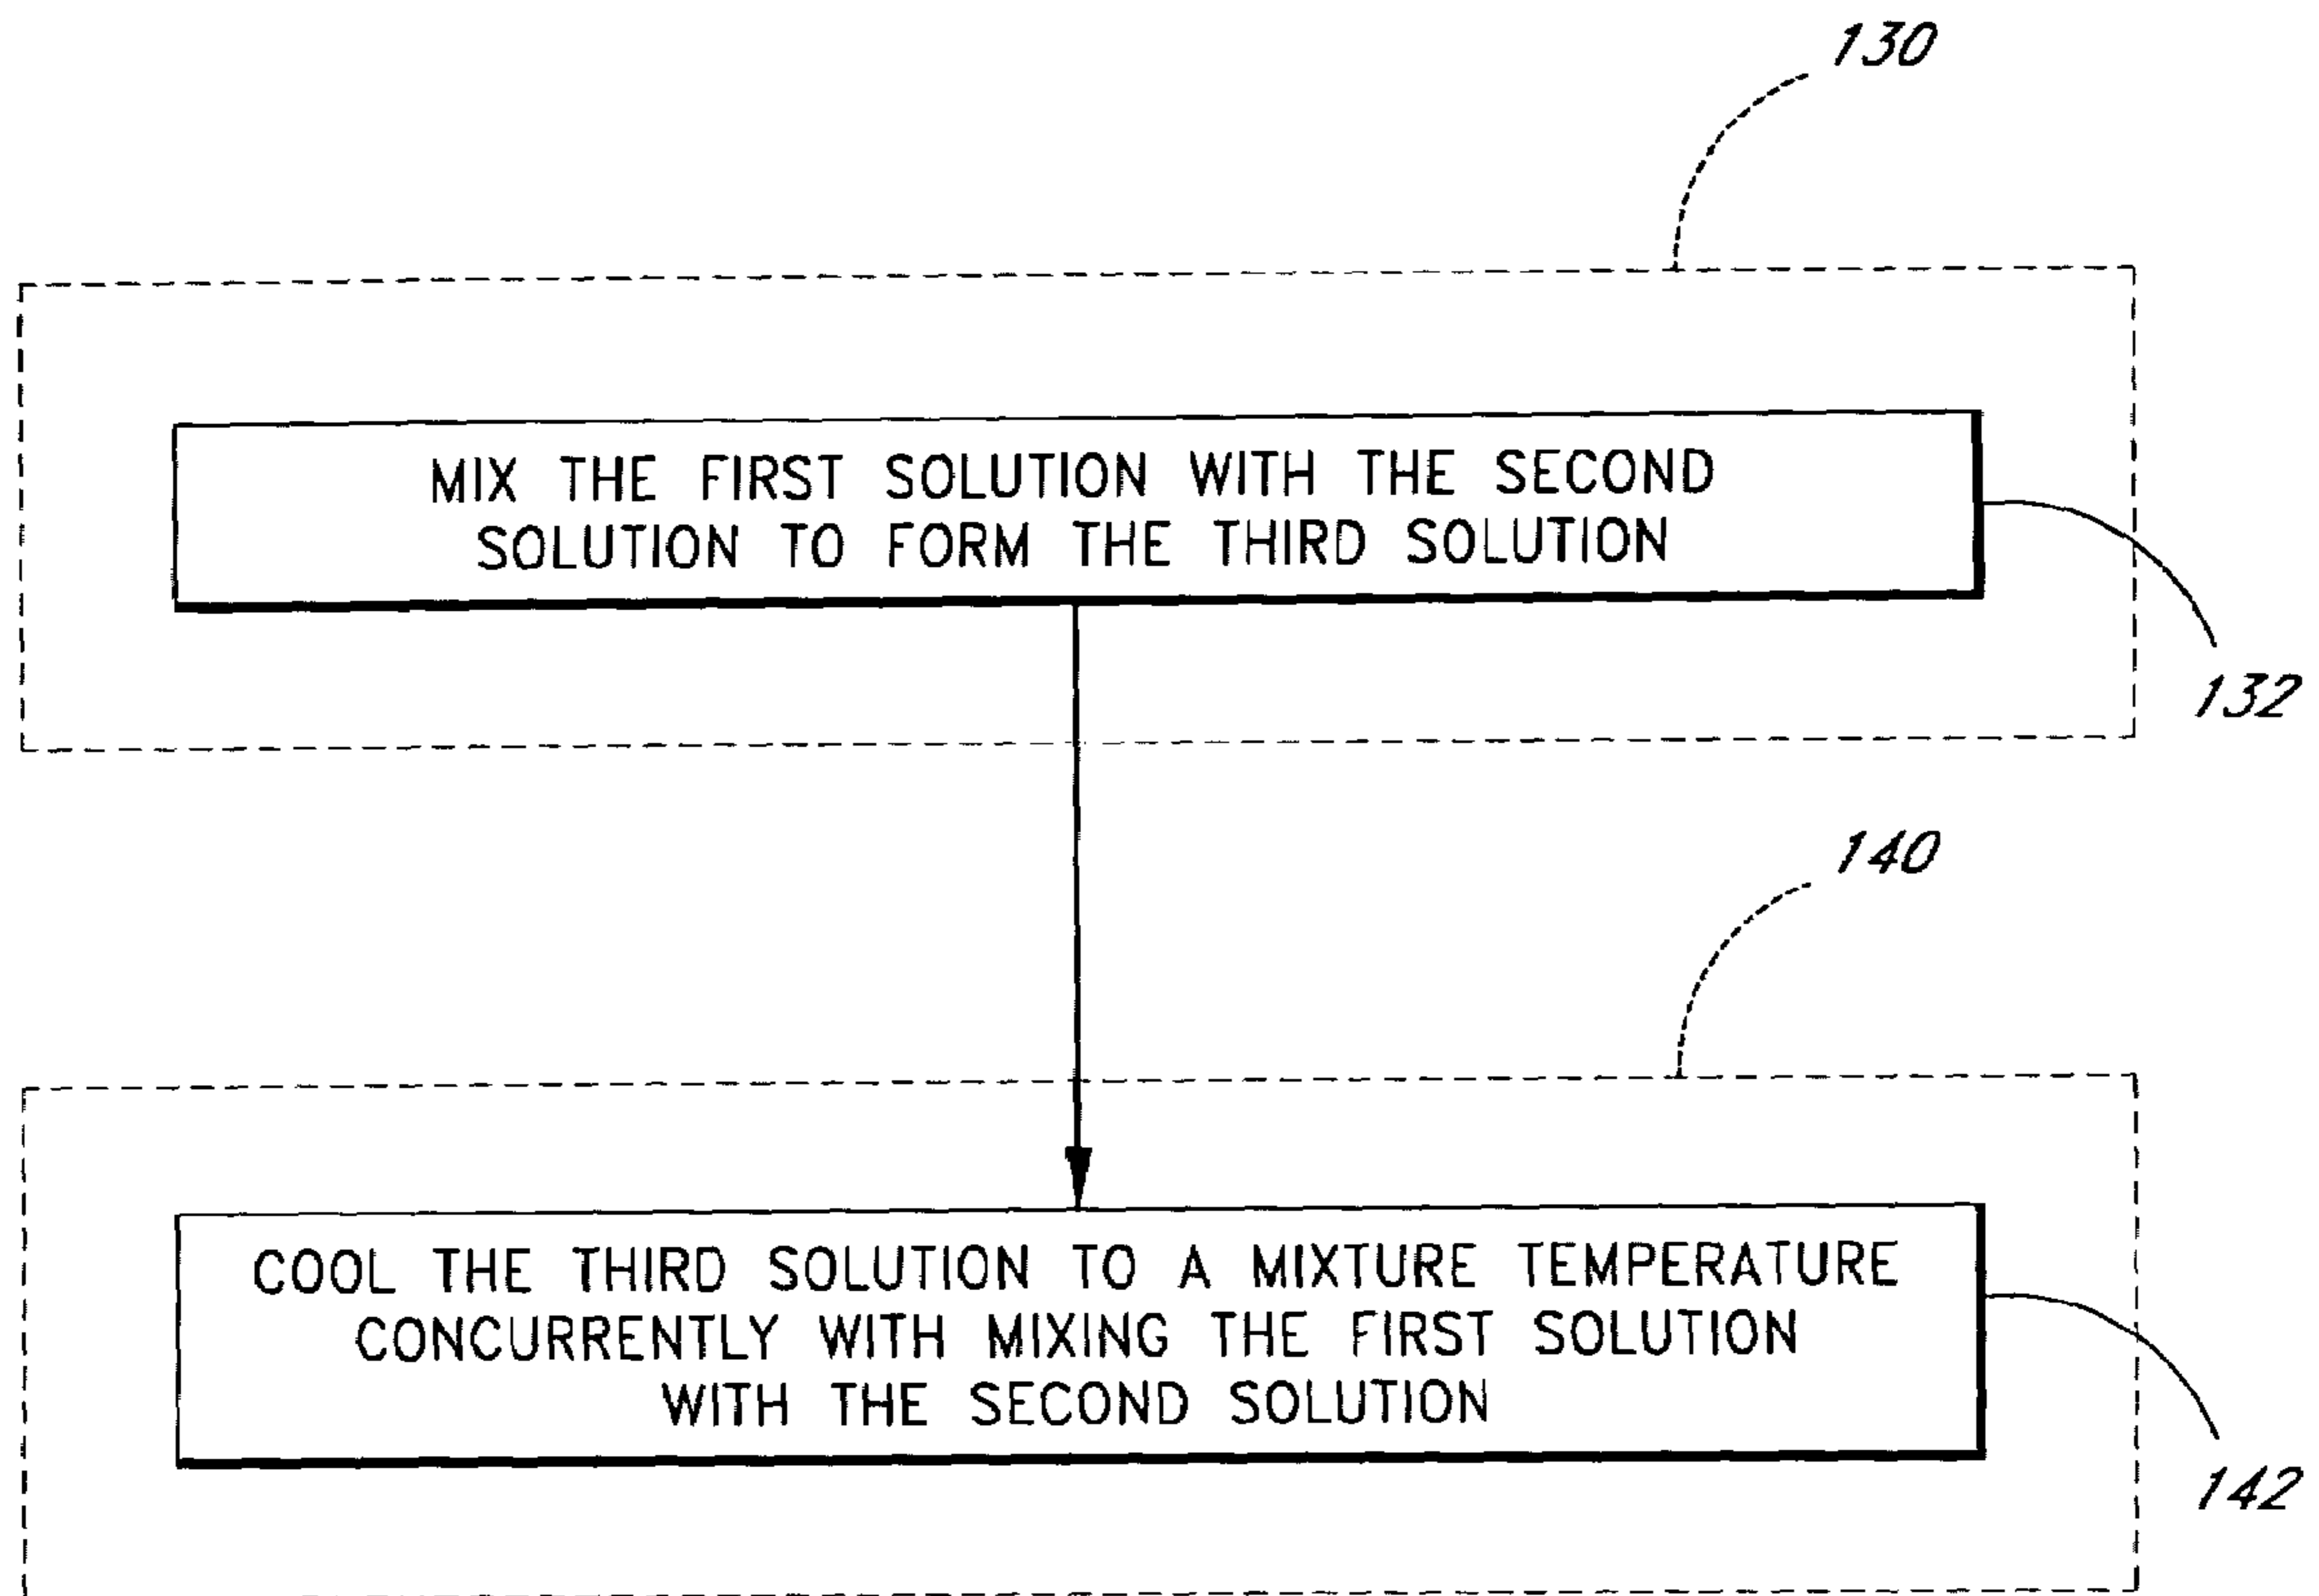 130
MIX THE FIRST SOLUTION WITH THE SECOND
SOLUTION TO FORM THE THIRD SOLUTION
132
140
COOL THE THIRD SOLUTION TO A MIXTURE TEMPERATURE
CONCURRENTLY WITH MIXING THE FIRST SOLUTION
WITH THE SECOND SOLUTION
142